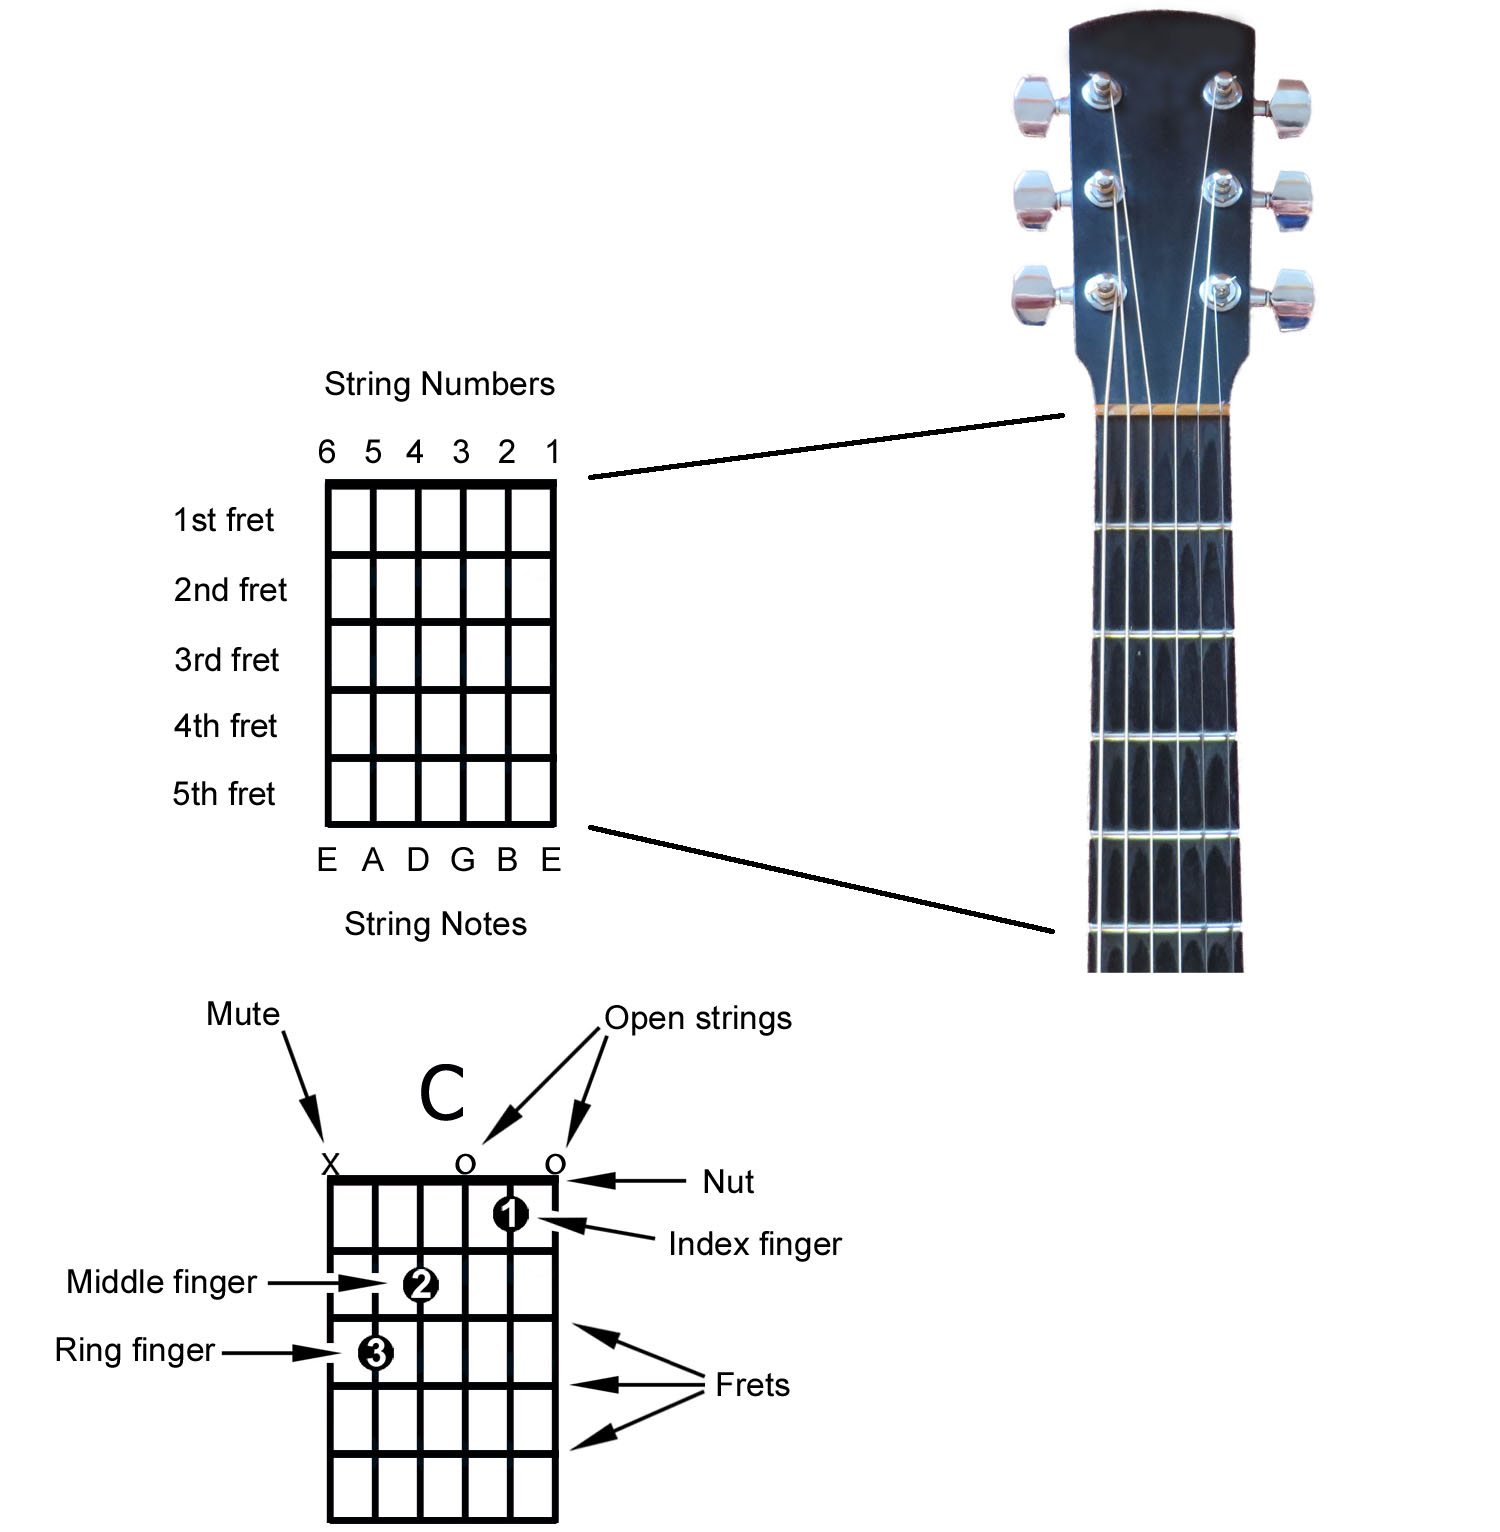 String Numbers
6 5 4 3 2 1
1st fret
2nd fret
3rd fret
4th fret
5th fret
E A D G B E
String Notes
Mute
Open strings
C
x o o
Nut
1
Index finger
Middle finger
2
Ring finger
3
Frets